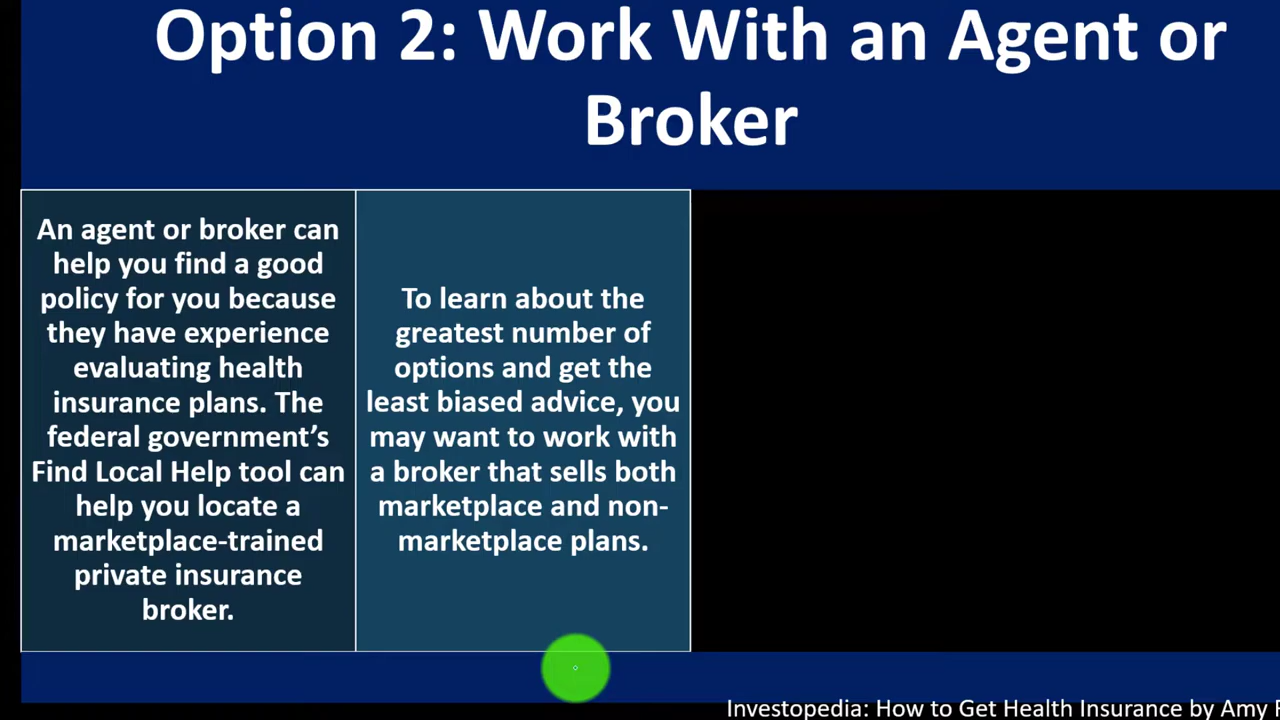 Option 2: Work With an Agent or
Broker
An agent or broker can
help you find a good
policy for you because
they have experience
evaluating health
insurance plans. The
federal government’s
Find Local Help tool can
help you locate a
marketplace-trained
private insurance
broker.
To learn about the
greatest number of
options and get the
least biased advice, you
may want to work with
a broker that sells both
marketplace and non-
marketplace plans.
Investopedia: How to Get Health Insurance by Amy